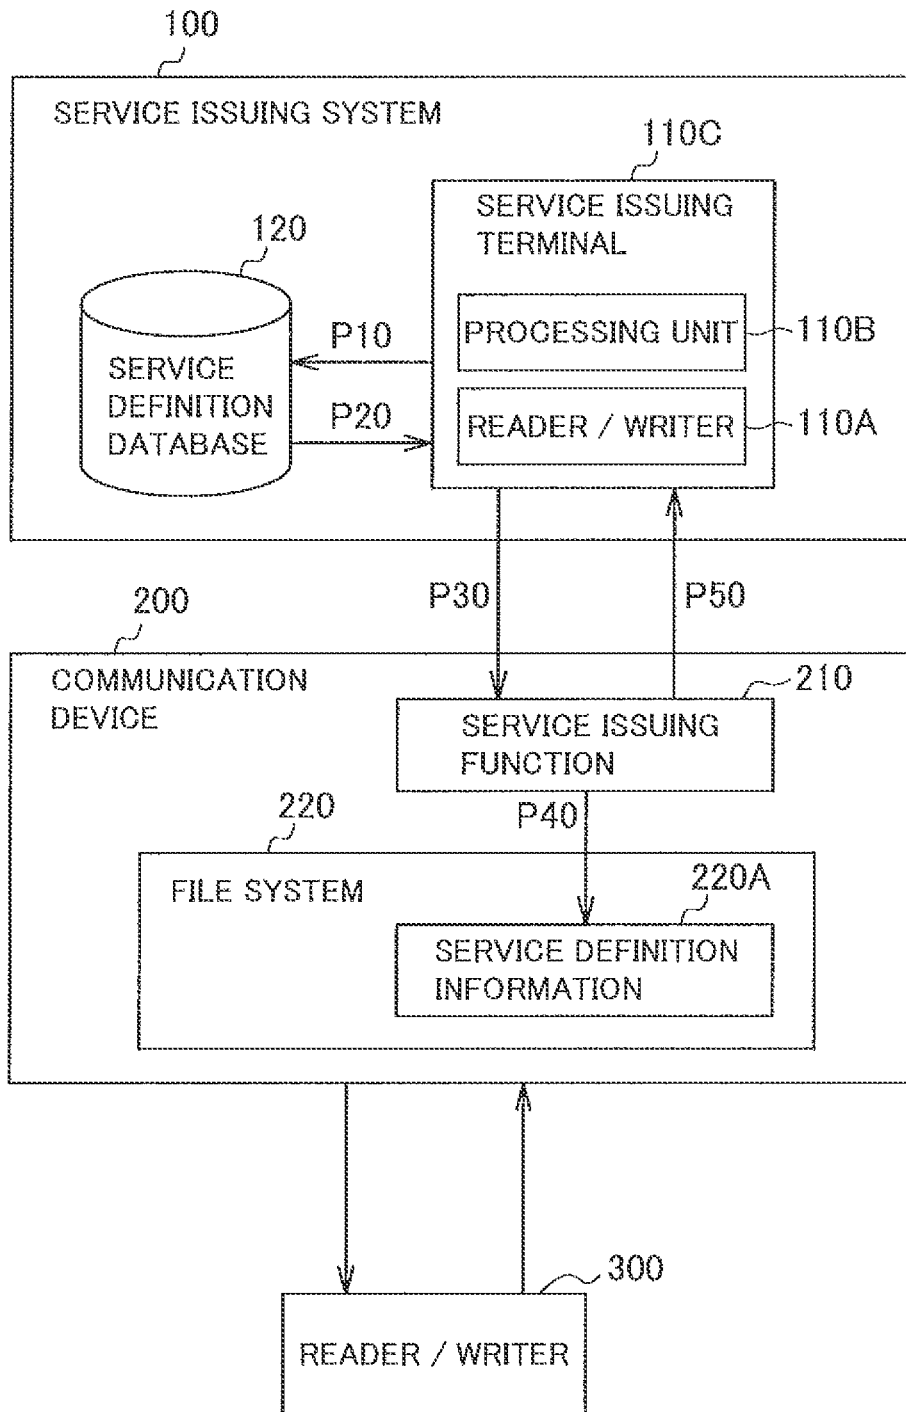 100
SERVICE ISSUING SYSTEM
110C
SERVICE ISSUING
TERMINAL
120
PROCESSING UNIT
110B
P10
SERVICE
DEFINITION
DATABASE
P20
READER / WRITER
110A
P30
P50
200
COMMUNICATION
DEVICE
210
SERVICE ISSUING
FUNCTION
P40
220
FILE SYSTEM
220A
SERVICE DEFINITION
INFORMATION
300
READER / WRITER